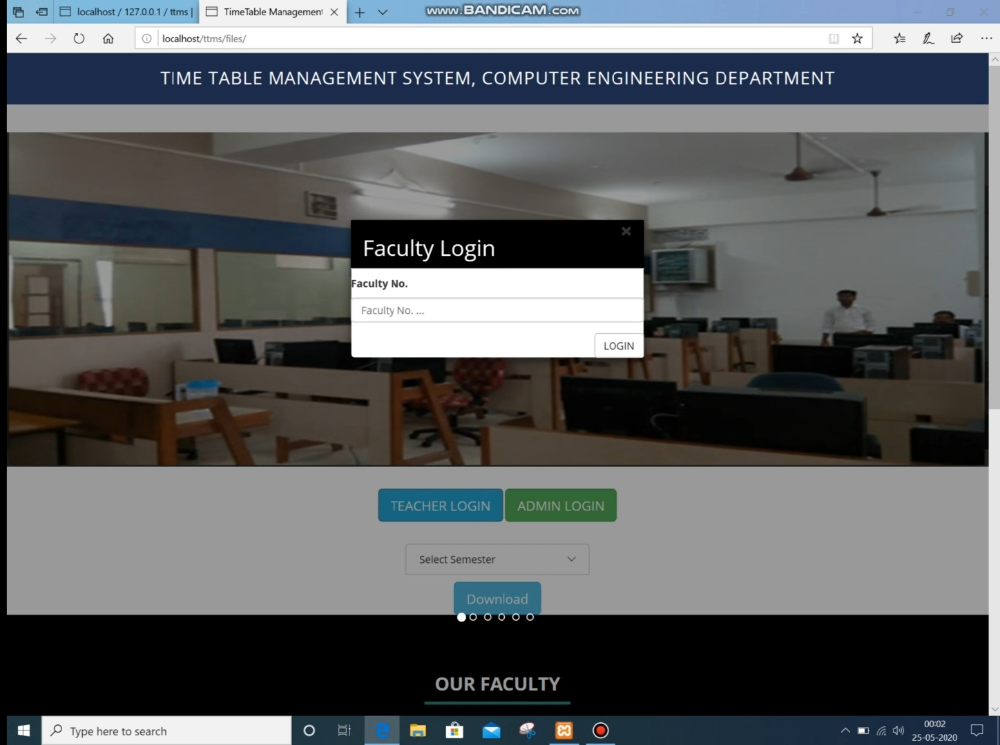 localhost / 127.0.0.1 / ttms |
TimeTable Management
www.BANDICAM.COM
localhost/ttms/files/
TIME TABLE MANAGEMENT SYSTEM, COMPUTER ENGINEERING DEPARTMENT
Faculty Login
Faculty No.
Faculty No. ...
LOGIN
TEACHER LOGIN
ADMIN LOGIN
Select Semester
Download
OUR FACULTY
Type here to search
00:02
25-05-2020